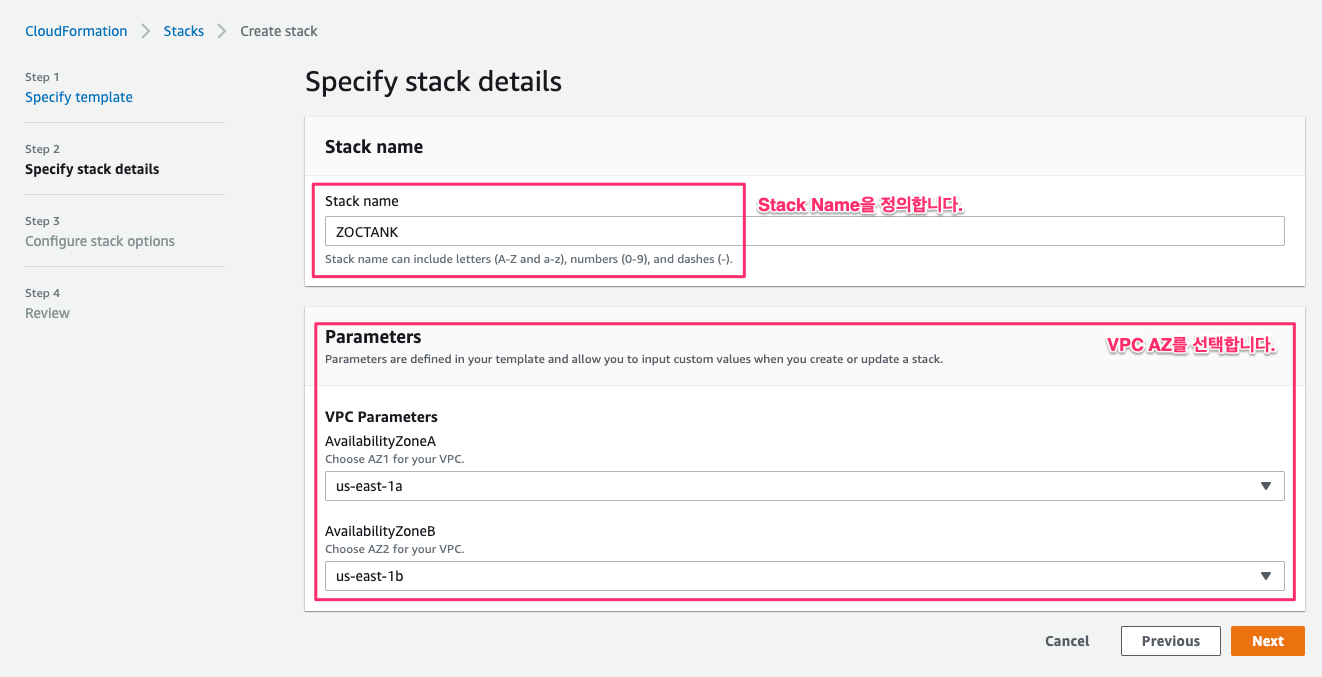 CloudFormation > Stacks > Create stack
Step 1
Specify template
Step 2
Specify stack details
Step 3
Configure stack options
Step 4
Review
Specify stack details
Stack name
Stack name
Stack Name을 정의합니다.
ZOCTANK
Stack name can include letters (A-Z and a-z), numbers (0-9), and dashes (-).
Parameters
VPC AZ를 선택합니다.
Parameters are defined in your template and allow you to input custom values when you create or update a stack.
VPC Parameters
AvailabilityZoneA
Choose AZ1 for your VPC.
us-east-1a
AvailabilityZoneB
Choose AZ2 for your VPC.
us-east-1b
Cancel Previous Next